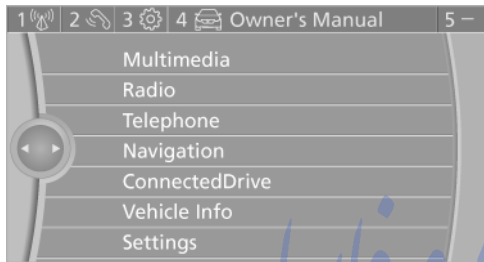 1 2 3 4 Owner's Manual 5 –
Multimedia
Radio
Telephone
Navigation
ConnectedDrive
Vehicle Info
Settings